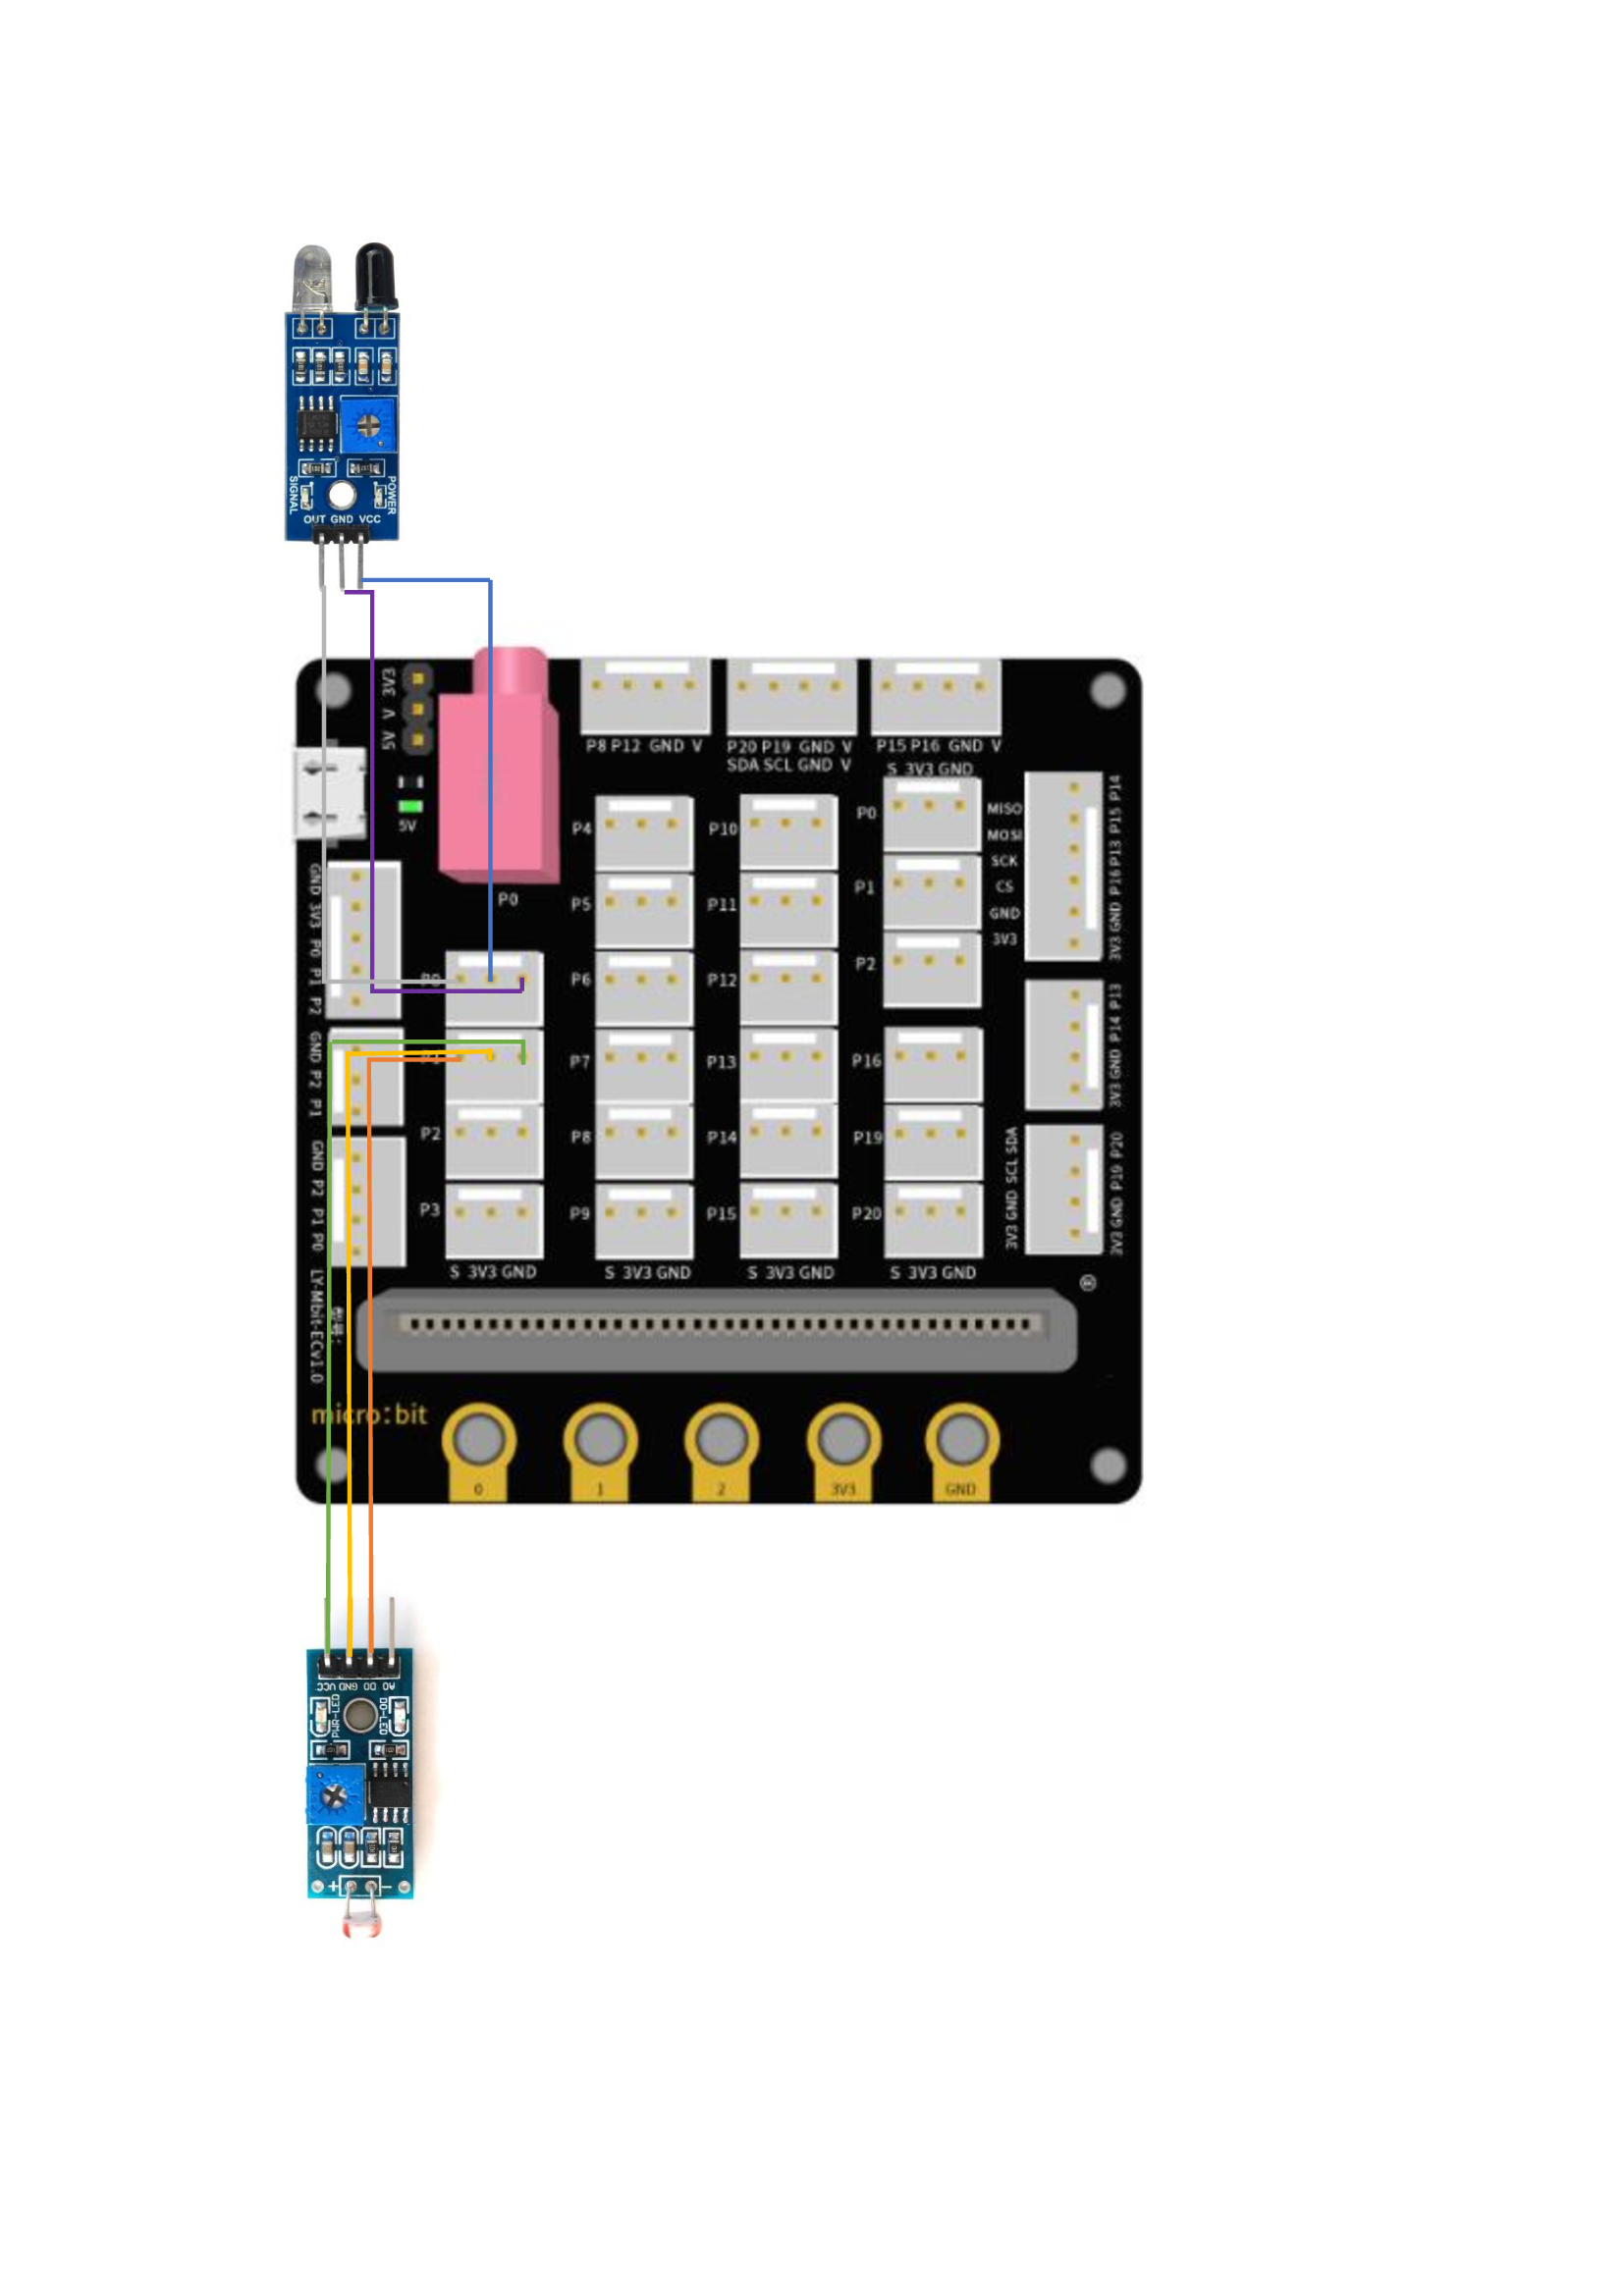 SIGNAL
POWER
OUT GND VCC
3V3
V
5V
5V
P0
P8 P12 GND V
P20 P19 GND V
SDA SCL GND V
P15 P16 GND V
S 3V3 GND
GND 3V3 P0 P1 P2
GND P2 P1
GND P2 P1 P0
P2
P3
S 3V3 GND
P4
P5
P6
P7
P8
P9
S 3V3 GND
P10
P11
P12
P13
P14
P15
S 3V3 GND
P0
P1
P2
P16
P19
P20
S 3V3 GND
MISO
MOSI
SCK
CS
GND
3V3
3V3 GND P16 P13 P15 P14
3V3 GND P14 P13
3V3 GND SCL SDA
3V3 GND P19 P20
LY-Mbit-ECv1.0
micro:bit
0
1
2
3V3
GND
VCC GND DO AO
PWR-LED
DO-LED
+
-